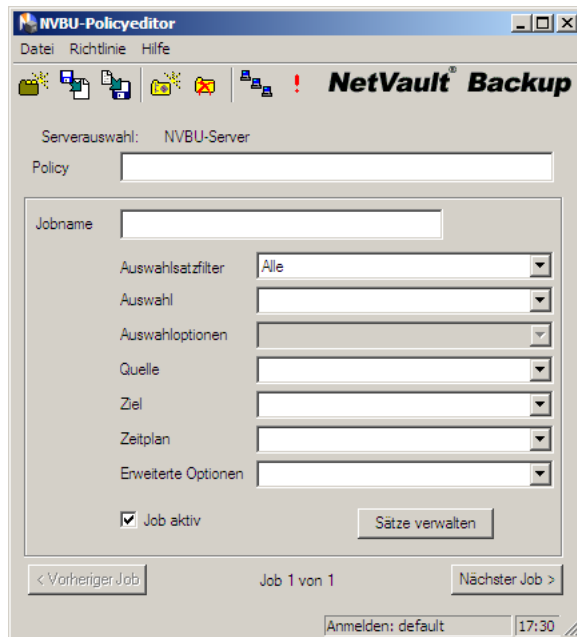 NVBU-Policyeditor
Datei Richtlinie Hilfe
NetVault® Backup
Serverauswahl: NVBU-Server
Policy
Jobname
Auswahlsatzfilter Alle
Auswahl
Auswahloptionen
Quelle
Ziel
Zeitplan
Erweiterte Optionen
Job aktiv Sätze verwalten
< Vorheriger Job Job 1 von 1 Nächster Job >
Anmelden: default 17:30